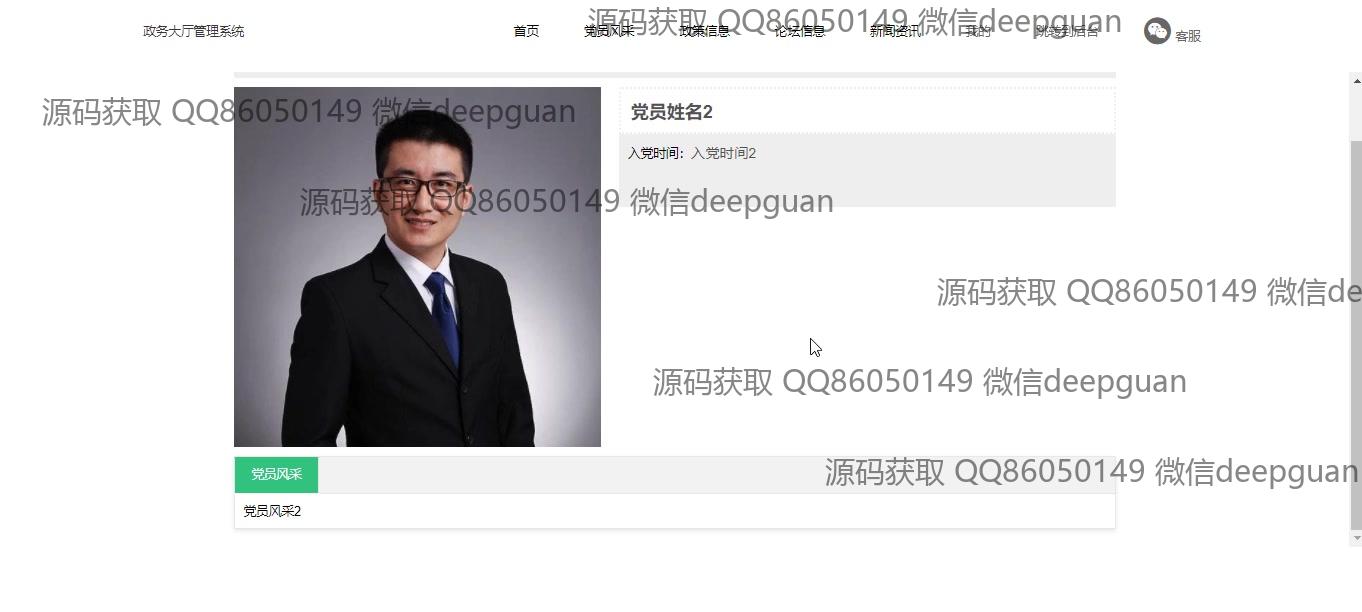 政务大厅管理系统
首页
党员风采
政策信息
论坛信息
新闻资讯
我的
跳转到后台
客服
源码获取 QQ86050149 微信deepguan
源码获取 QQ86050149 微信deepguan
党员姓名2
入党时间：入党时间2
源码获取 QQ86050149 微信deepguan
源码获取 QQ86050149 微信de
源码获取 QQ86050149 微信deepguan
党员风采
源码获取 QQ86050149 微信deepguan
党员风采2